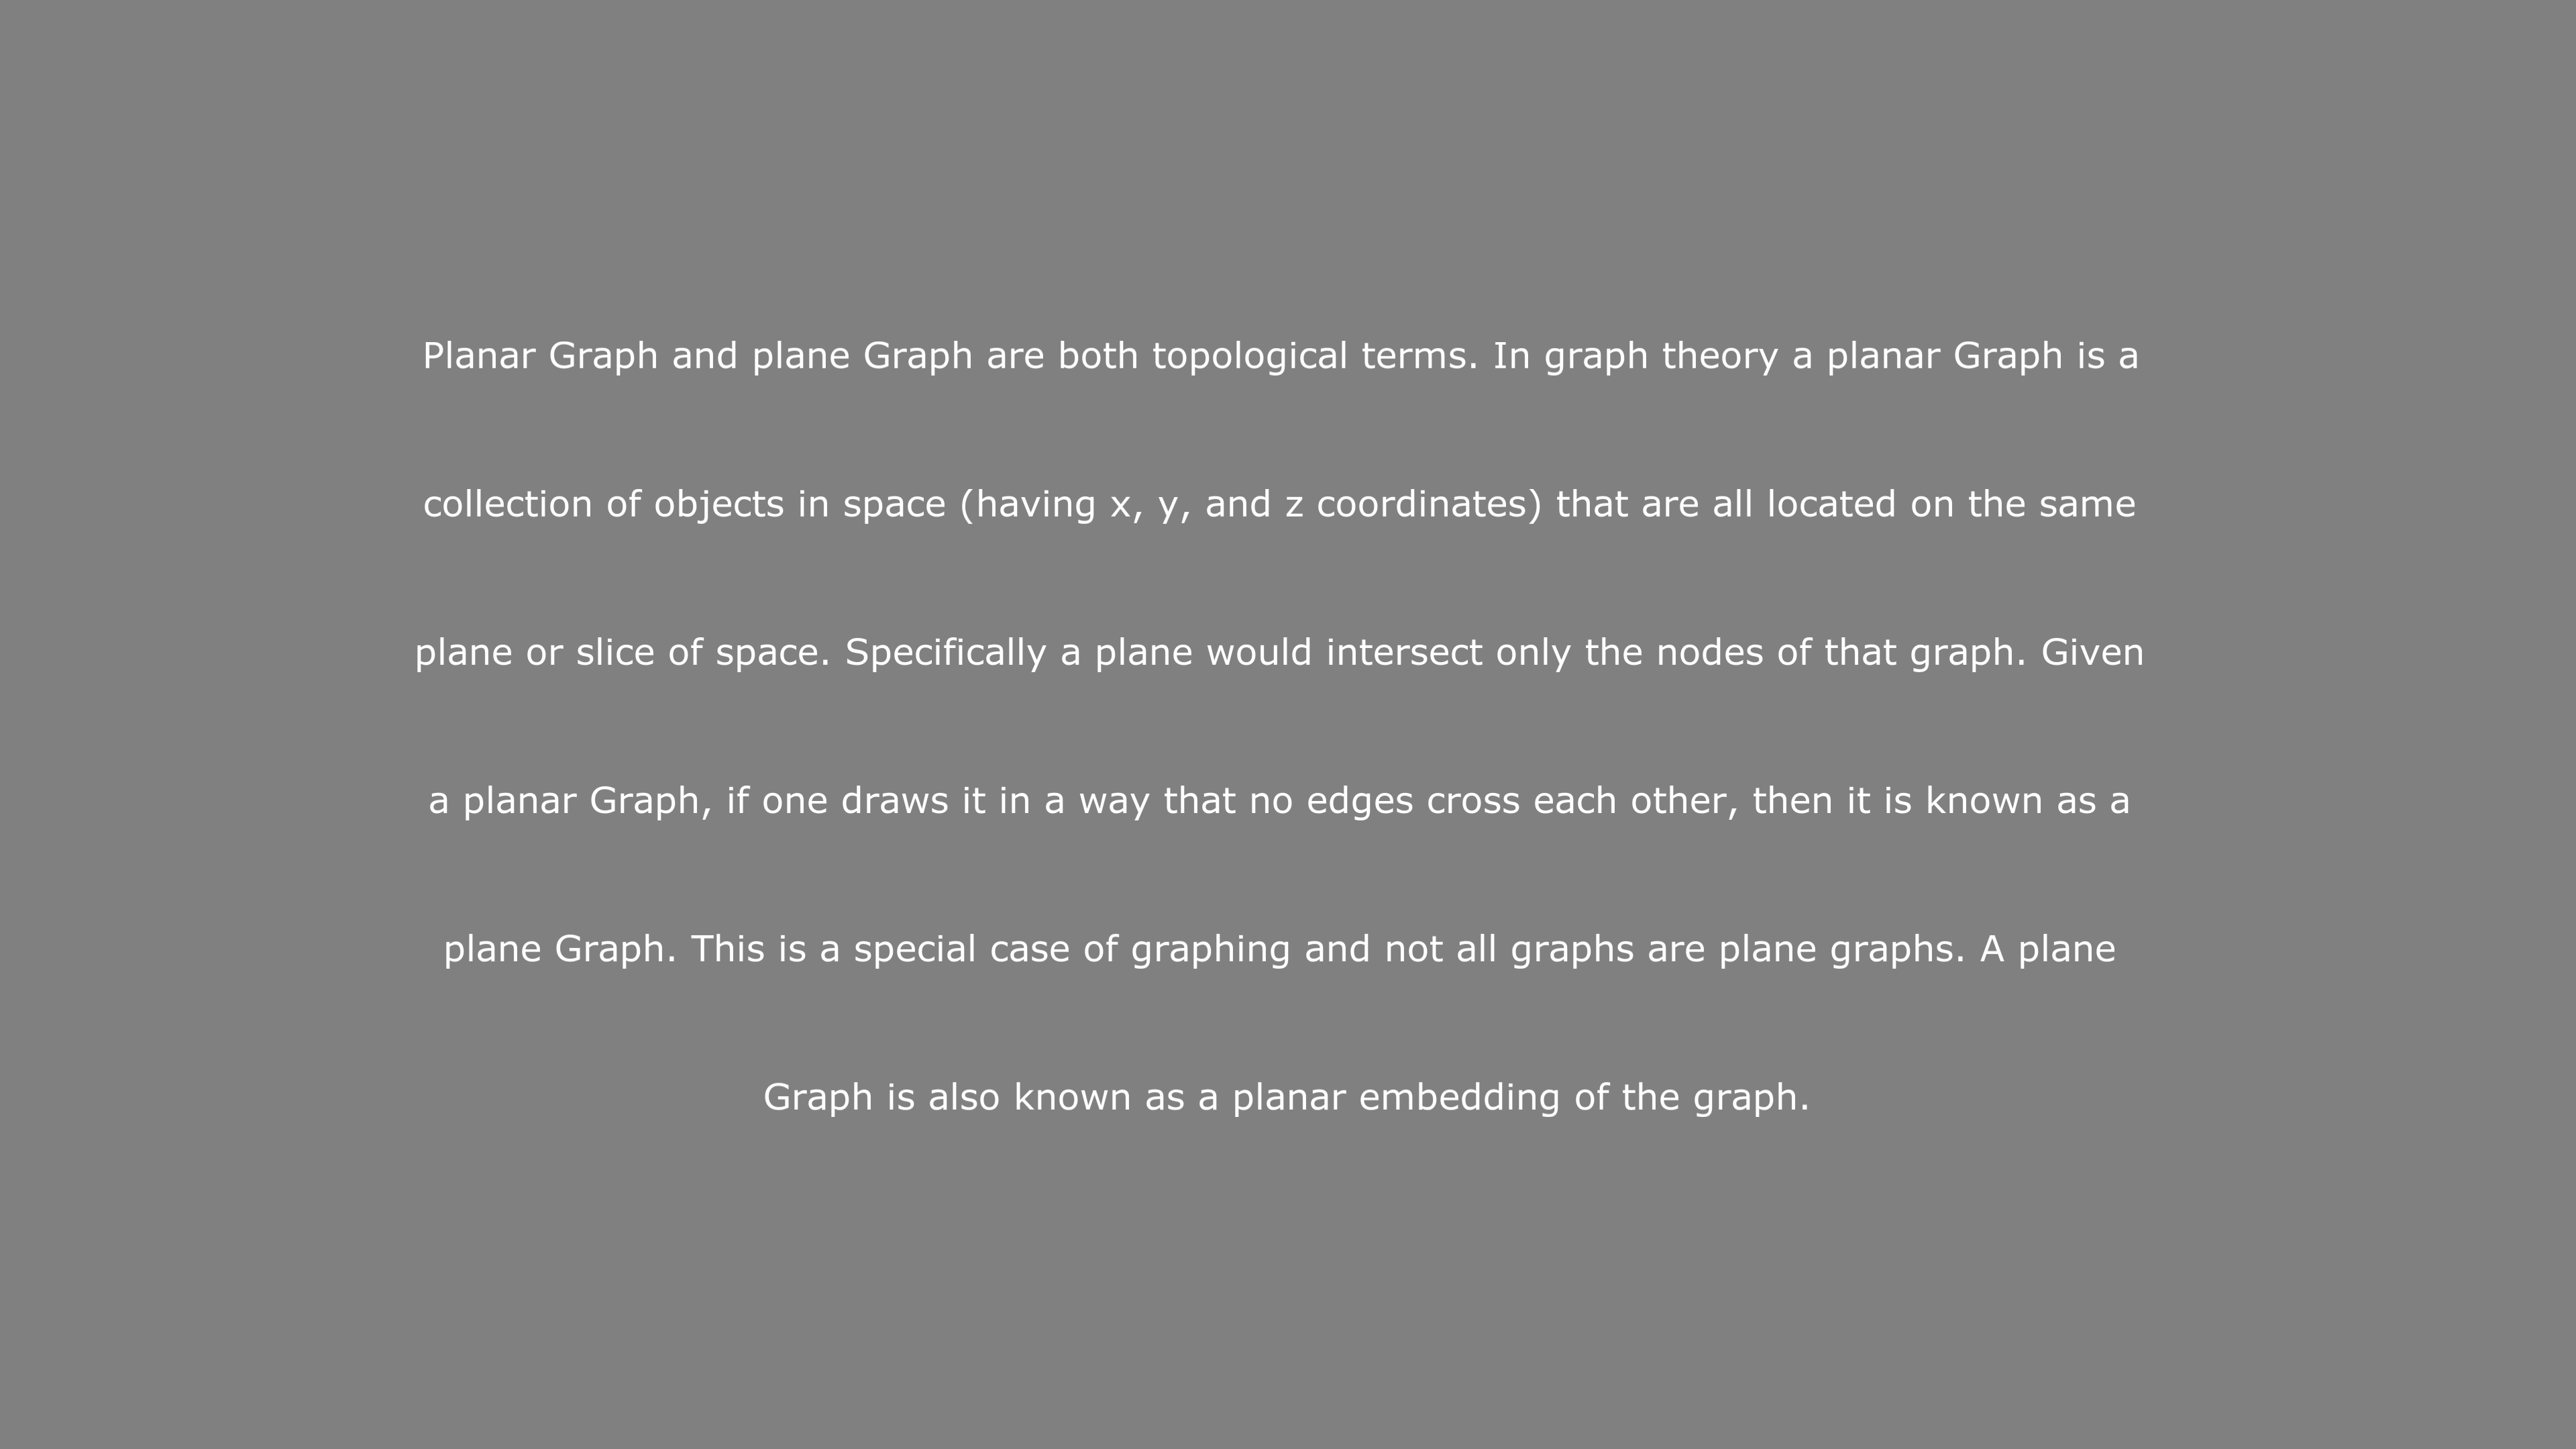 Planar Graph and plane Graph are both topological terms. In graph theory a planar Graph is a
collection of objects in space (having x, y, and z coordinates) that are all located on the same
plane or slice of space. Specifically a plane would intersect only the nodes of that graph. Given
a planar Graph, if one draws it in a way that no edges cross each other, then it is known as a
plane Graph. This is a special case of graphing and not all graphs are plane graphs. A plane
Graph is also known as a planar embedding of the graph.